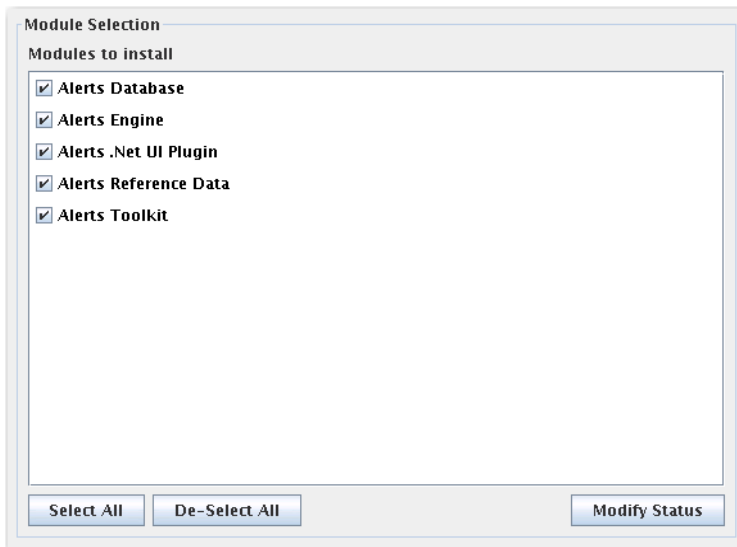 Module Selection
Modules to install
Alerts Database
Alerts Engine
Alerts .Net UI Plugin
Alerts Reference Data
Alerts Toolkit
Select All De-Select All Modify Status